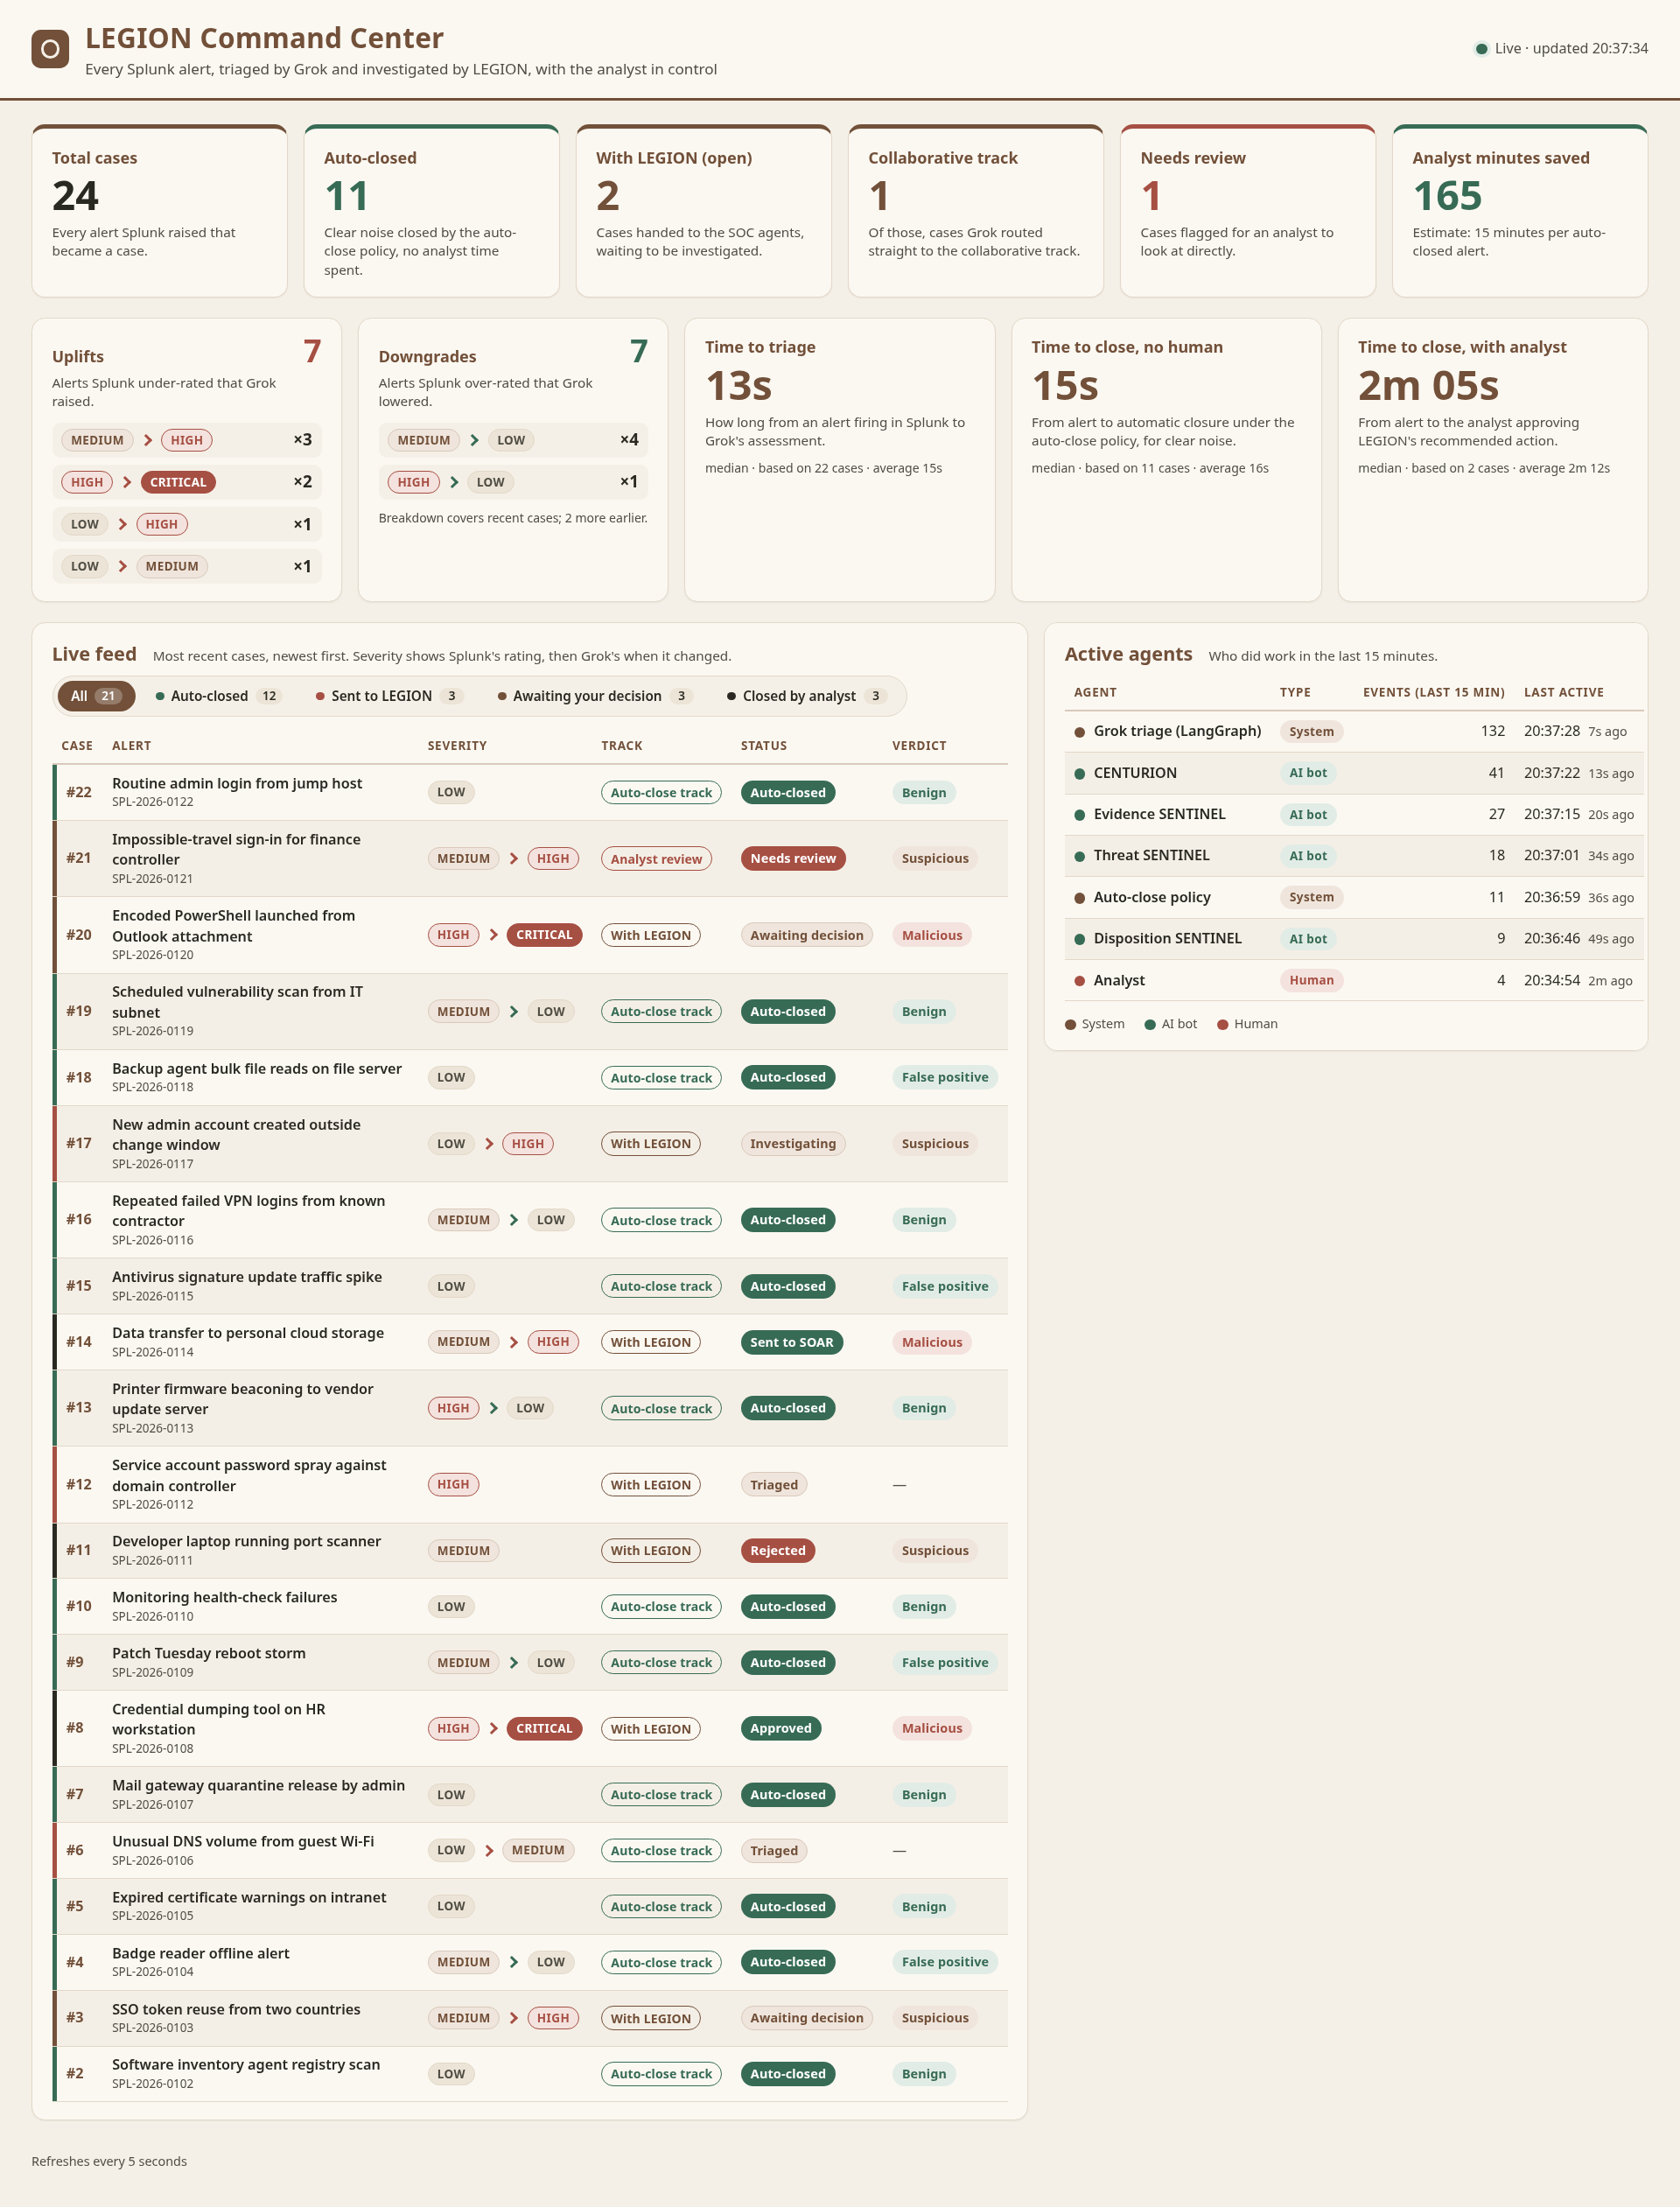 O
LEGION Command Center
Every Splunk alert, triaged by Grok and investigated by LEGION, with the analyst in control
Live · updated 20:37:34
Total cases
24
Every alert Splunk raised that
became a case.
Auto-closed
11
Clear noise closed by the auto-
close policy, no analyst time
spent.
With LEGION (open)
2
Cases handed to the SOC agents,
waiting to be investigated.
Collaborative track
1
Of those, cases Grok routed
straight to the collaborative track.
Needs review
1
Cases flagged for an analyst to
look at directly.
Analyst minutes saved
165
Estimate: 15 minutes per auto-
closed alert.
Uplifts 7
Alerts Splunk under-rated that Grok
raised.
MEDIUM HIGH ×3
HIGH CRITICAL ×2
LOW HIGH ×1
LOW MEDIUM ×1
Downgrades 7
Alerts Splunk over-rated that Grok
lowered.
MEDIUM LOW ×4
HIGH LOW ×1
Breakdown covers recent cases; 2 more earlier.
Time to triage
13s
How long from an alert firing in Splunk to
Grok's assessment.
median · based on 22 cases · average 15s
Time to close, no human
15s
From alert to automatic closure under the
auto-close policy, for clear noise.
median · based on 11 cases · average 16s
Time to close, with analyst
2m 05s
From alert to the analyst approving
LEGION's recommended action.
median · based on 2 cases · average 2m 12s
Live feed Most recent cases, newest first. Severity shows Splunk's rating, then Grok's when it changed.
All 21 Auto-closed 12 Sent to LEGION 3 Awaiting your decision 3 Closed by analyst 3
CASE ALERT SEVERITY TRACK STATUS VERDICT
#22 Routine admin login from jump host LOW Auto-close track Auto-closed Benign
SPL-2026-0122
#21 Impossible-travel sign-in for finance
controller MEDIUM HIGH Analyst review Needs review Suspicious
SPL-2026-0121
#20 Encoded PowerShell launched from
Outlook attachment HIGH CRITICAL With LEGION Awaiting decision Malicious
SPL-2026-0120
#19 Scheduled vulnerability scan from IT
subnet MEDIUM LOW Auto-close track Auto-closed Benign
SPL-2026-0119
#18 Backup agent bulk file reads on file server LOW Auto-close track Auto-closed False positive
SPL-2026-0118
#17 New admin account created outside
change window LOW HIGH With LEGION Investigating Suspicious
SPL-2026-0117
#16 Repeated failed VPN logins from known
contractor MEDIUM LOW Auto-close track Auto-closed Benign
SPL-2026-0116
#15 Antivirus signature update traffic spike LOW Auto-close track Auto-closed False positive
SPL-2026-0115
#14 Data transfer to personal cloud storage MEDIUM HIGH With LEGION Sent to SOAR Malicious
SPL-2026-0114
#13 Printer firmware beaconing to vendor
update server HIGH LOW Auto-close track Auto-closed Benign
SPL-2026-0113
#12 Service account password spray against
domain controller HIGH With LEGION Triaged —
SPL-2026-0112
#11 Developer laptop running port scanner MEDIUM With LEGION Rejected Suspicious
SPL-2026-0111
#10 Monitoring health-check failures LOW Auto-close track Auto-closed Benign
SPL-2026-0110
#9 Patch Tuesday reboot storm MEDIUM LOW Auto-close track Auto-closed False positive
SPL-2026-0109
#8 Credential dumping tool on HR
workstation HIGH CRITICAL With LEGION Approved Malicious
SPL-2026-0108
#7 Mail gateway quarantine release by admin LOW Auto-close track Auto-closed Benign
SPL-2026-0107
#6 Unusual DNS volume from guest Wi-Fi LOW MEDIUM Auto-close track Triaged —
SPL-2026-0106
#5 Expired certificate warnings on intranet LOW Auto-close track Auto-closed Benign
SPL-2026-0105
#4 Badge reader offline alert MEDIUM LOW Auto-close track Auto-closed False positive
SPL-2026-0104
#3 SSO token reuse from two countries MEDIUM HIGH With LEGION Awaiting decision Suspicious
SPL-2026-0103
#2 Software inventory agent registry scan LOW Auto-close track Auto-closed Benign
SPL-2026-0102
Active agents Who did work in the last 15 minutes.
AGENT TYPE EVENTS (LAST 15 MIN) LAST ACTIVE
Grok triage (LangGraph) System 132 20:37:28 7s ago
CENTURION AI bot 41 20:37:22 13s ago
Evidence SENTINEL AI bot 27 20:37:15 20s ago
Threat SENTINEL AI bot 18 20:37:01 34s ago
Auto-close policy System 11 20:36:59 36s ago
Disposition SENTINEL AI bot 9 20:36:46 49s ago
Analyst Human 4 20:34:54 2m ago
System AI bot Human
Refreshes every 5 seconds